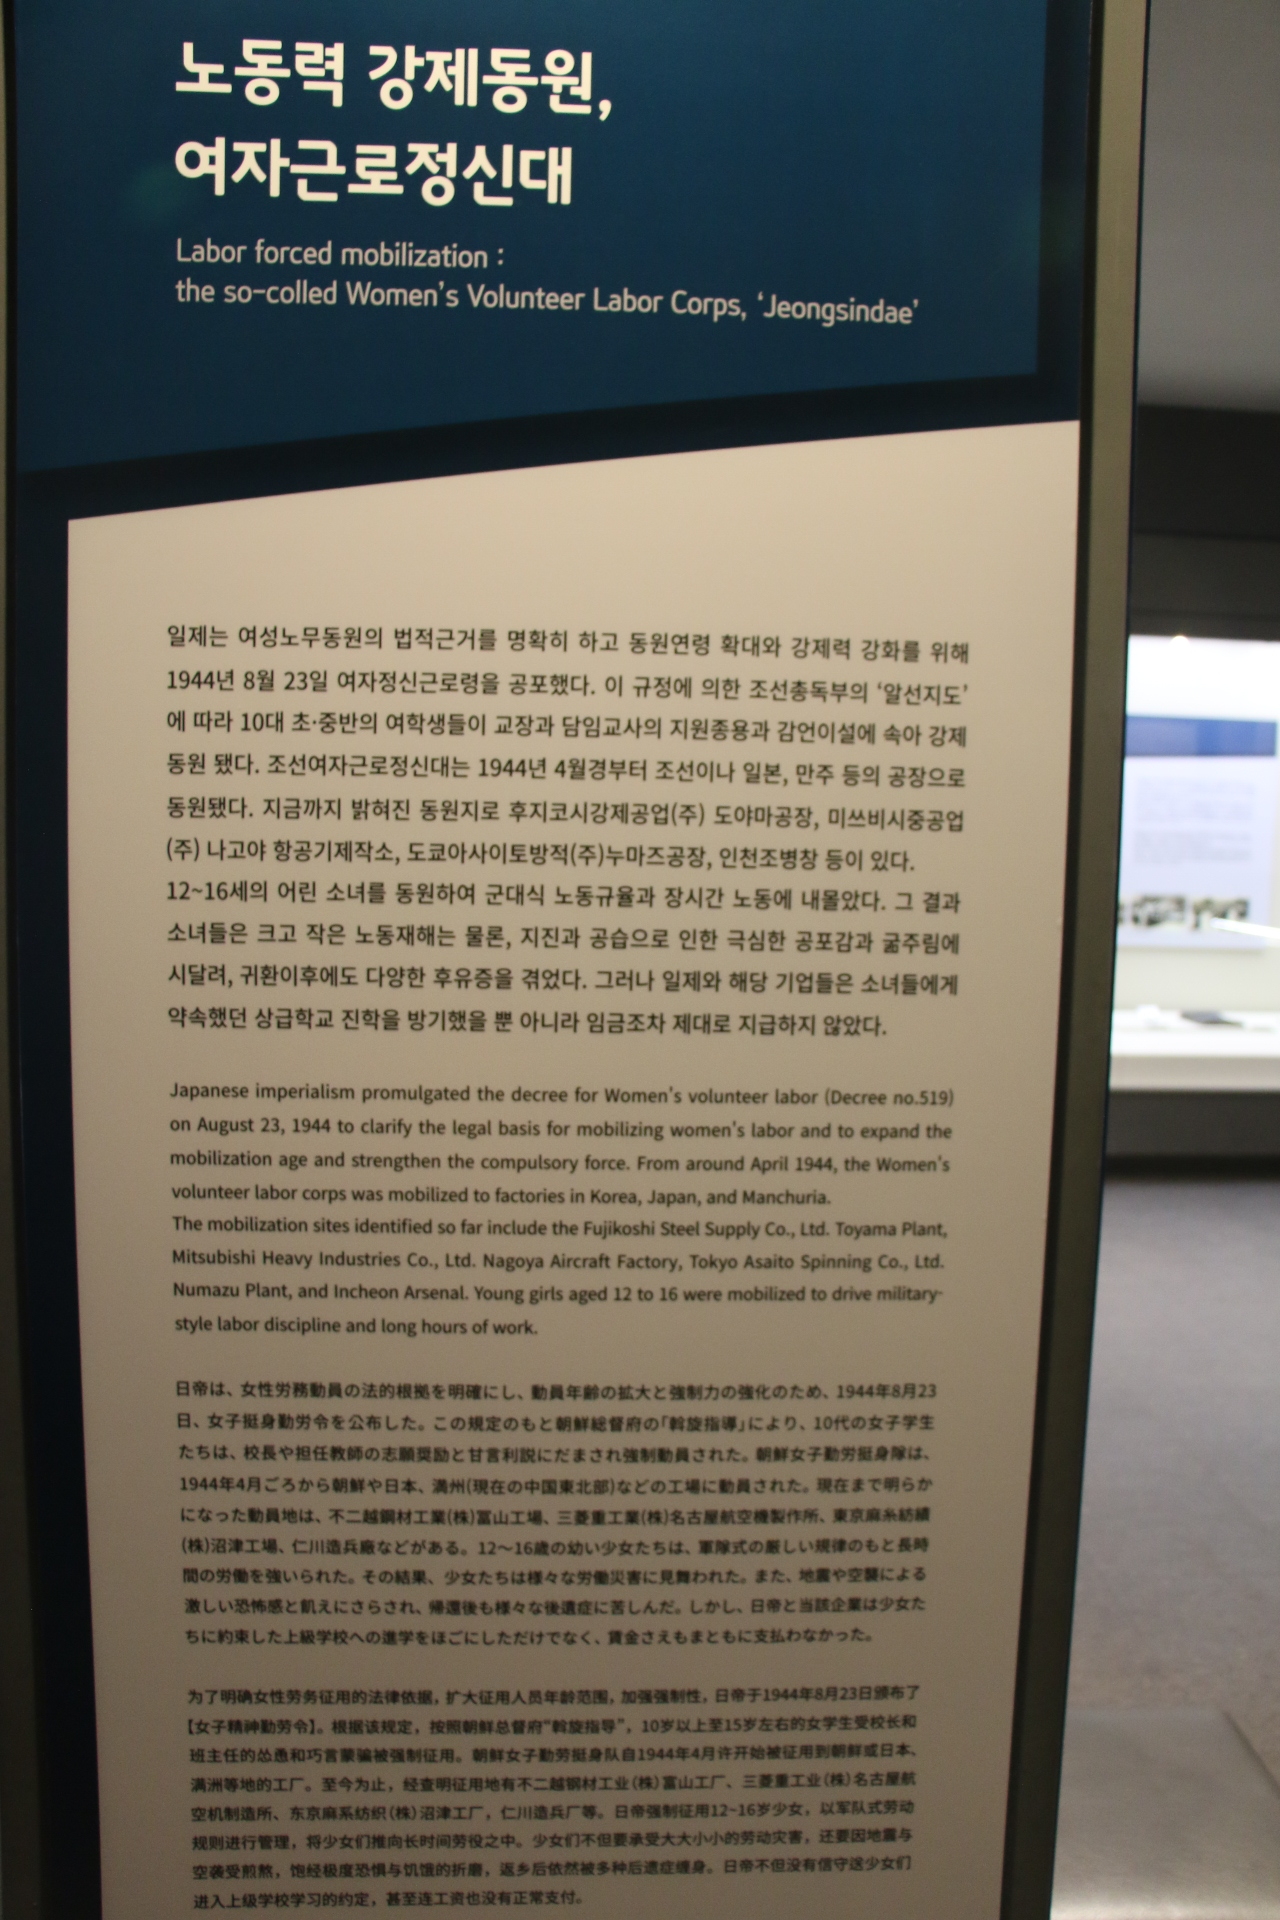 노동력 강제동원,
여자근로정신대
Labor forced mobilization :
the so-colled Women's Volunteer Labor Corps, 'Jeongsindae'
일제는 여성노무동원의 법적근거를 명확히 하고 동원연령 확대와 강제력 강화를 위해
1944년 8월 23일 여자정신근로령을 공포했다. 이 규정에 의한 조선총독부의 '알선지도'
에 따라 10대 초·중반의 여학생들이 교장과 담임교사의 지원종용과 감언이설에 속아 강제
동원 됐다. 조선여자근로정신대는 1944년 4월경부터 조선이나 일본, 만주 등의 공장으로
동원됐다. 지금까지 밝혀진 동원지로 후지코시강제공업(주) 도야마공장, 미쓰비시중공업
(주) 나고야 항공기제작소, 도쿄아사이토방적(주)누마즈공장, 인천조병창 등이 있다.
12~16세의 어린 소녀를 동원하여 군대식 노동규율과 장시간 노동에 내몰았다. 그 결과
소녀들은 크고 작은 노동재해는 물론, 지진과 공습으로 인한 극심한 공포감과 굶주림에
시달려, 귀환이후에도 다양한 후유증을 겪었다. 그러나 일제와 해당 기업들은 소녀들에게
약속했던 상급학교 진학을 방기했을 뿐 아니라 임금조차 제대로 지급하지 않았다.
Japanese imperialism promulgated the decree for Women's volunteer labor (Decree no.519)
on August 23, 1944 to clarify the legal basis for mobilizing women's labor and to expand the
mobilization age and strengthen the compulsory force. From around April 1944, the Women's
volunteer labor corps was mobilized to factories in Korea, Japan, and Manchuria.
The mobilization sites identified so far include the Fujikoshi Steel Supply Co., Ltd. Toyama Plant,
Mitsubishi Heavy Industries Co., Ltd. Nagoya Aircraft Factory, Tokyo Asaito Spinning Co., Ltd.
Numazu Plant, and Incheon Arsenal. Young girls aged 12 to 16 were mobilized to drive military-
style labor discipline and long hours of work.
日帝は、女性労務動員の法的根拠を明確にし、動員年齢の拡大と強制力の強化のため、1944年8月23
日、女子挺身勤労令を公布した。この規定のもと朝鮮総督府の「斡旋指導」により、10代の女子学生
たちは、校長や担任教師の志願奨励と甘言利説にだまされ強制動員された。朝鮮女子勤労挺身隊は、
1944年4月ごろから朝鮮や日本、満州(現在の中国東北部)などの工場に動員された。現在まで明らか
になった動員地は、不二越鋼材工業(株)富山工場、三菱重工業(株)名古屋航空機製作所、東京麻糸紡績
(株)沼津工場、仁川造兵廠などがある。12～16歳の幼い少女たちは、軍隊式の厳しい規律のもと長時
間の労働を強いられた。その結果、少女たちは様々な労働災害に見舞われた。また、地震や空襲による
激しい恐怖感と飢えにさらされ、帰還後も様々な後遺症に苦しんだ。しかし、日帝と当該企業は少女た
ちに約束した上級学校への進学をほごにしただけでなく、賃金さえもまともに支払わなかった。
为了明确女性劳务征用的法律依据，扩大征用人员年龄范围，加强强制性，日帝于1944年8月23日颁布了
【女子精神勤劳令】。根据该规定，按照朝鲜总督府“斡旋指导”，10岁以上至15岁左右的女学生受校长和
班主任的怂恿和巧言蒙骗被强制征用。朝鲜女子勤劳挺身队自1944年4月许开始被征用到朝鲜或日本、
满洲等地的工厂。至今为止，经查明征用地有不二越钢材工业(株)富山工厂、三菱重工业(株)名古屋航
空机制造所、东京麻系纺织(株)沼津工厂，仁川造兵厂等。日帝强制征用12~16岁少女，以军队式劳动
规则进行管理，将少女们推向长时间劳役之中。少女们不但要承受大大小小的劳动灾害，还要因地震与
空袭受煎熬，饱经极度恐惧与饥饿的折磨，返乡后依然被多种后遗症缠身。日帝不但没有信守送少女们
进入上级学校学习的约定，甚至连工资也没有正常支付。